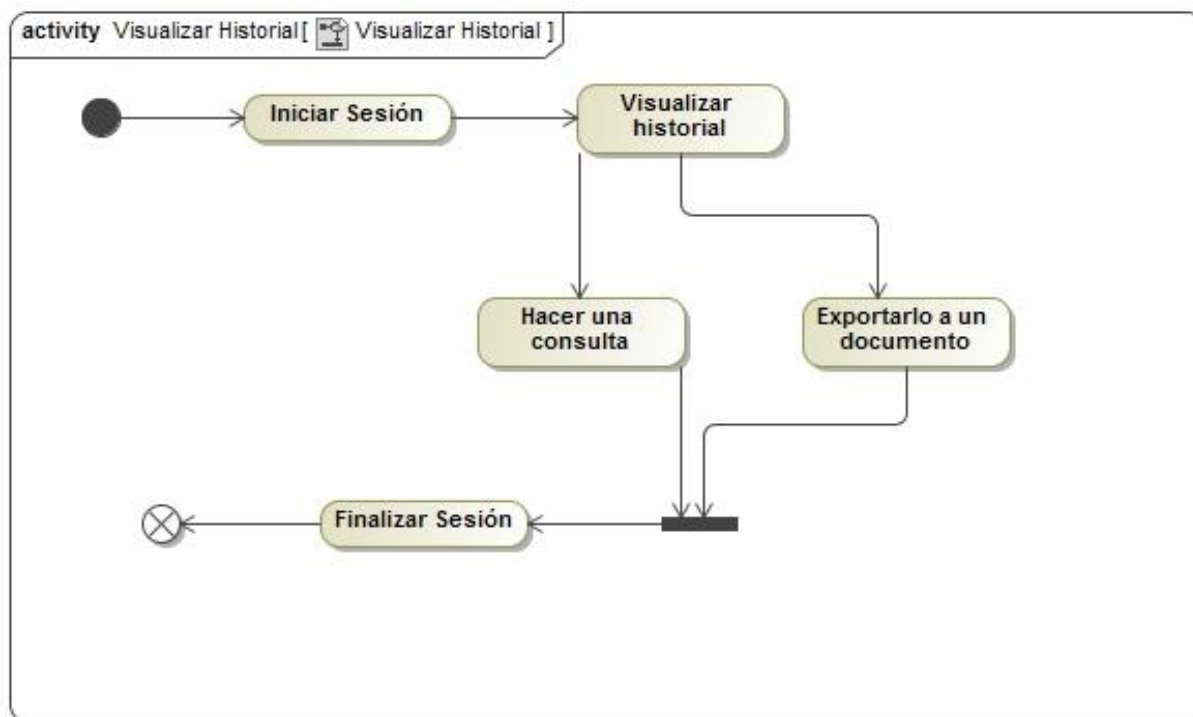 activity Visualizar Historial[ Visualizar Historial ]
Iniciar Sesión
Visualizar
historial
Hacer una
consulta
Exportarlo a un
documento
Finalizar Sesión